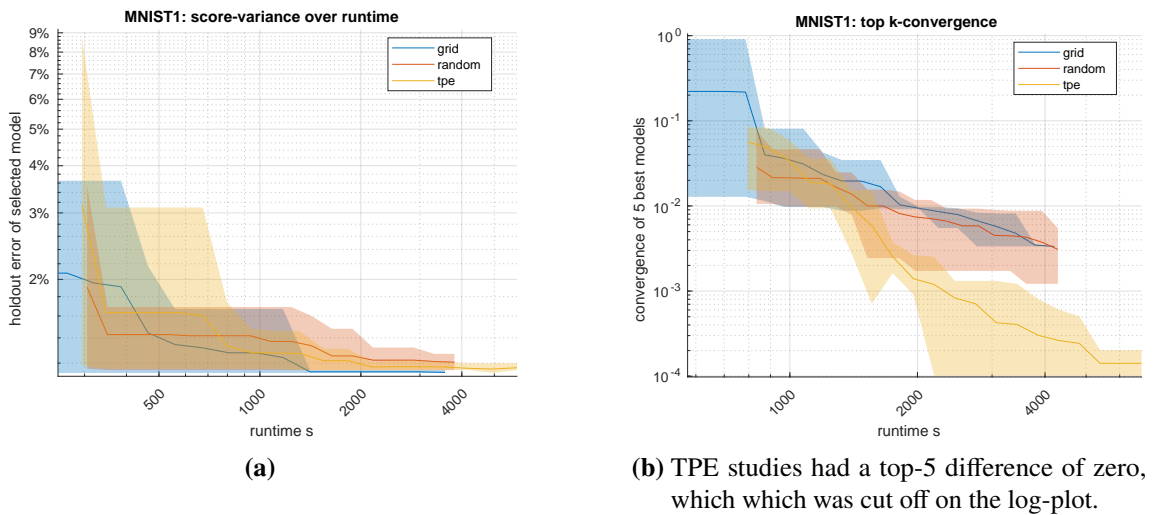 MNIST1: score-variance over runtime
9%
8%
7%
6%
5%
4%
3%
2%
holdout error of selected model
grid
random
tpe
500
1000
2000
4000
runtime s
(a)
MNIST1: top k-convergence
10^0
10^-1
10^-2
10^-3
10^-4
convergence of 5 best models
grid
random
tpe
1000
2000
4000
runtime s
(b) TPE studies had a top-5 difference of zero,
which which was cut off on the log-plot.